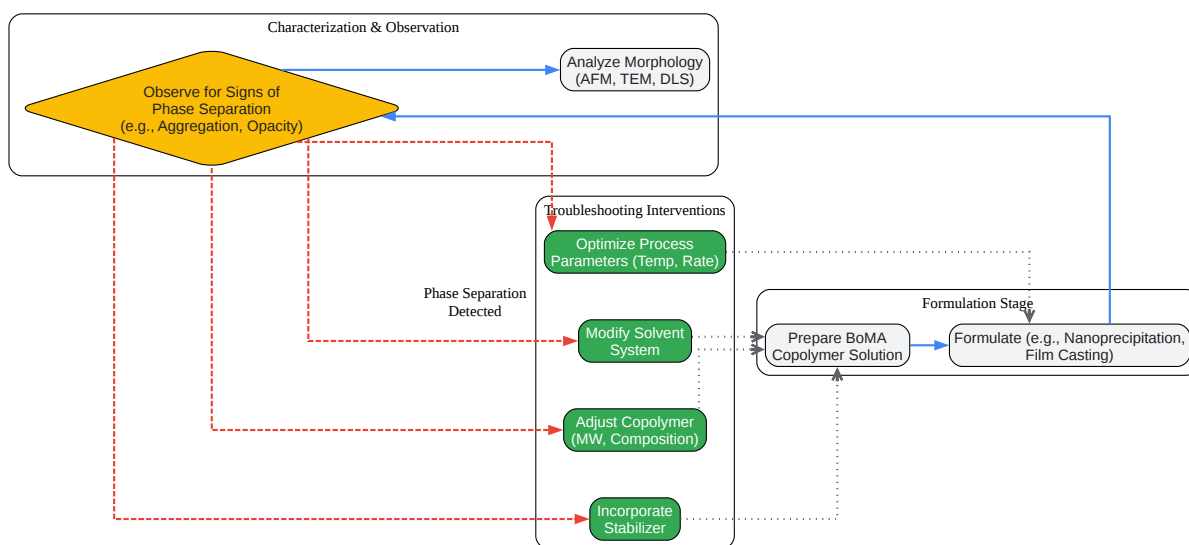 Characterization & Observation
Observe for Signs of
Phase Separation
(e.g., Aggregation, Opacity)
Analyze Morphology
(AFM, TEM, DLS)
Troubleshooting Interventions
Optimize Process
Parameters (Temp, Rate)
Phase Separation
Detected
Modify Solvent
System
Adjust Copolymer
(MW, Composition)
Incorporate
Stabilizer
Formulation Stage
Prepare BoMA
Copolymer Solution
Formulate (e.g., Nanoprecipitation,
Film Casting)